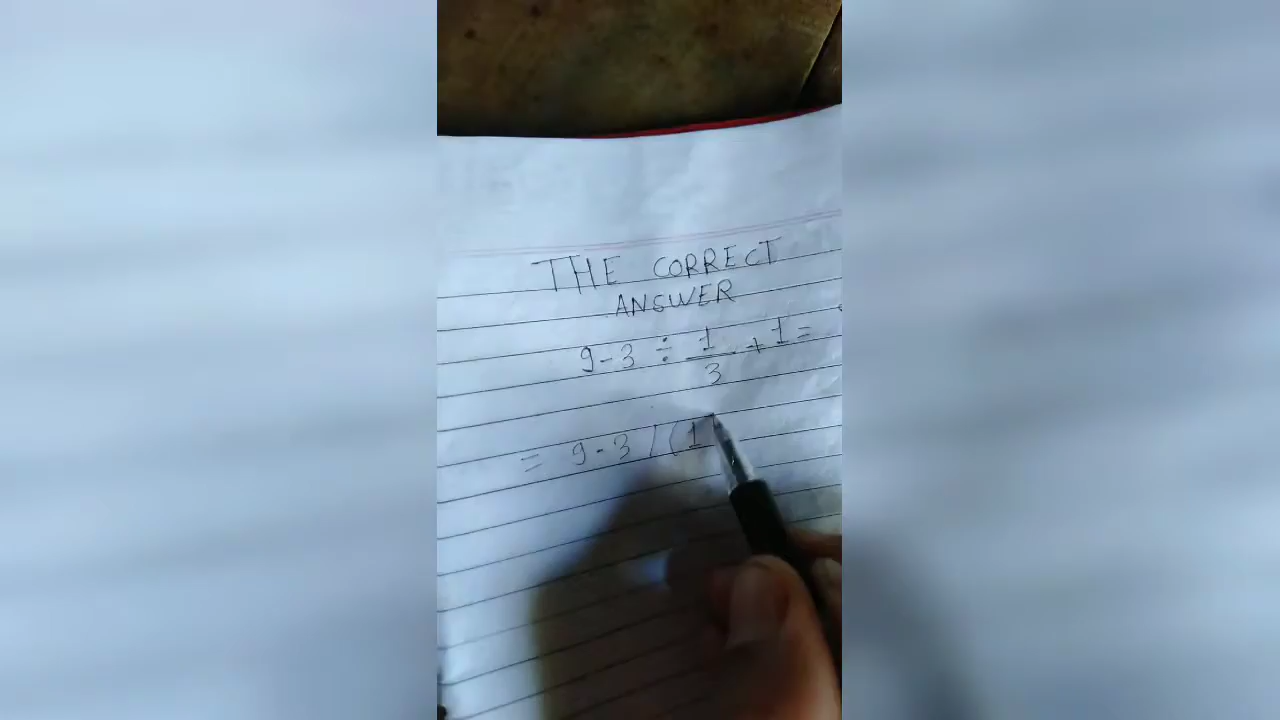 THE CORRECT
ANSWER
9-3 ÷ 1/3 + 1 =
= 9-3 / (1